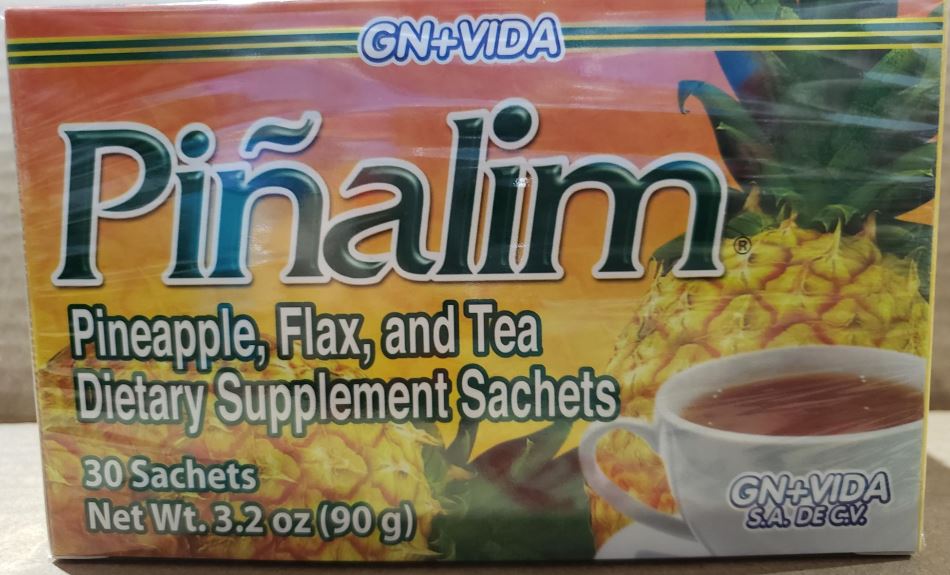 GN+VIDA
Piñalim®
Pineapple, Flax, and Tea
Dietary Supplement Sachets
30 Sachets
Net Wt. 3.2 oz (90 g)
GN+VIDA
S.A. DE C.V.